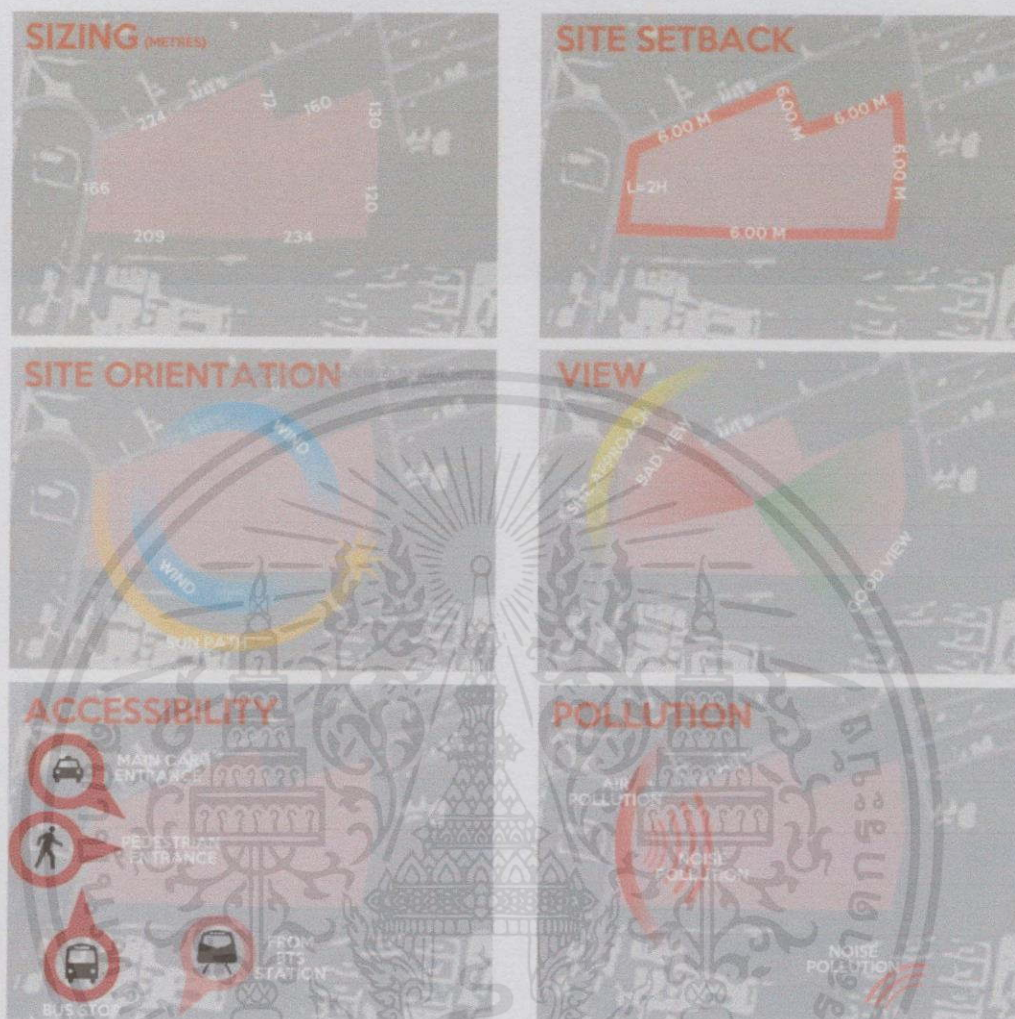 SIZING (METRES)
224
72
160
130
166
120
209
234
SITE SETBACK
6.00 M
6.00 M
6.00 M
6.00 M
L=2H
6.00 M
SITE ORIENTATION
WIND
WIND
SUN PATH
VIEW
SITE APPROACH
BAD VIEW
GOOD VIEW
ACCESSIBILITY
MAIN CAR
ENTRANCE
PEDESTRIAN
ENTRANCE
FROM
BTS
STATION
BUS STOP
POLLUTION
AIR
POLLUTION
NOISE
POLLUTION
NOISE
POLLUTION